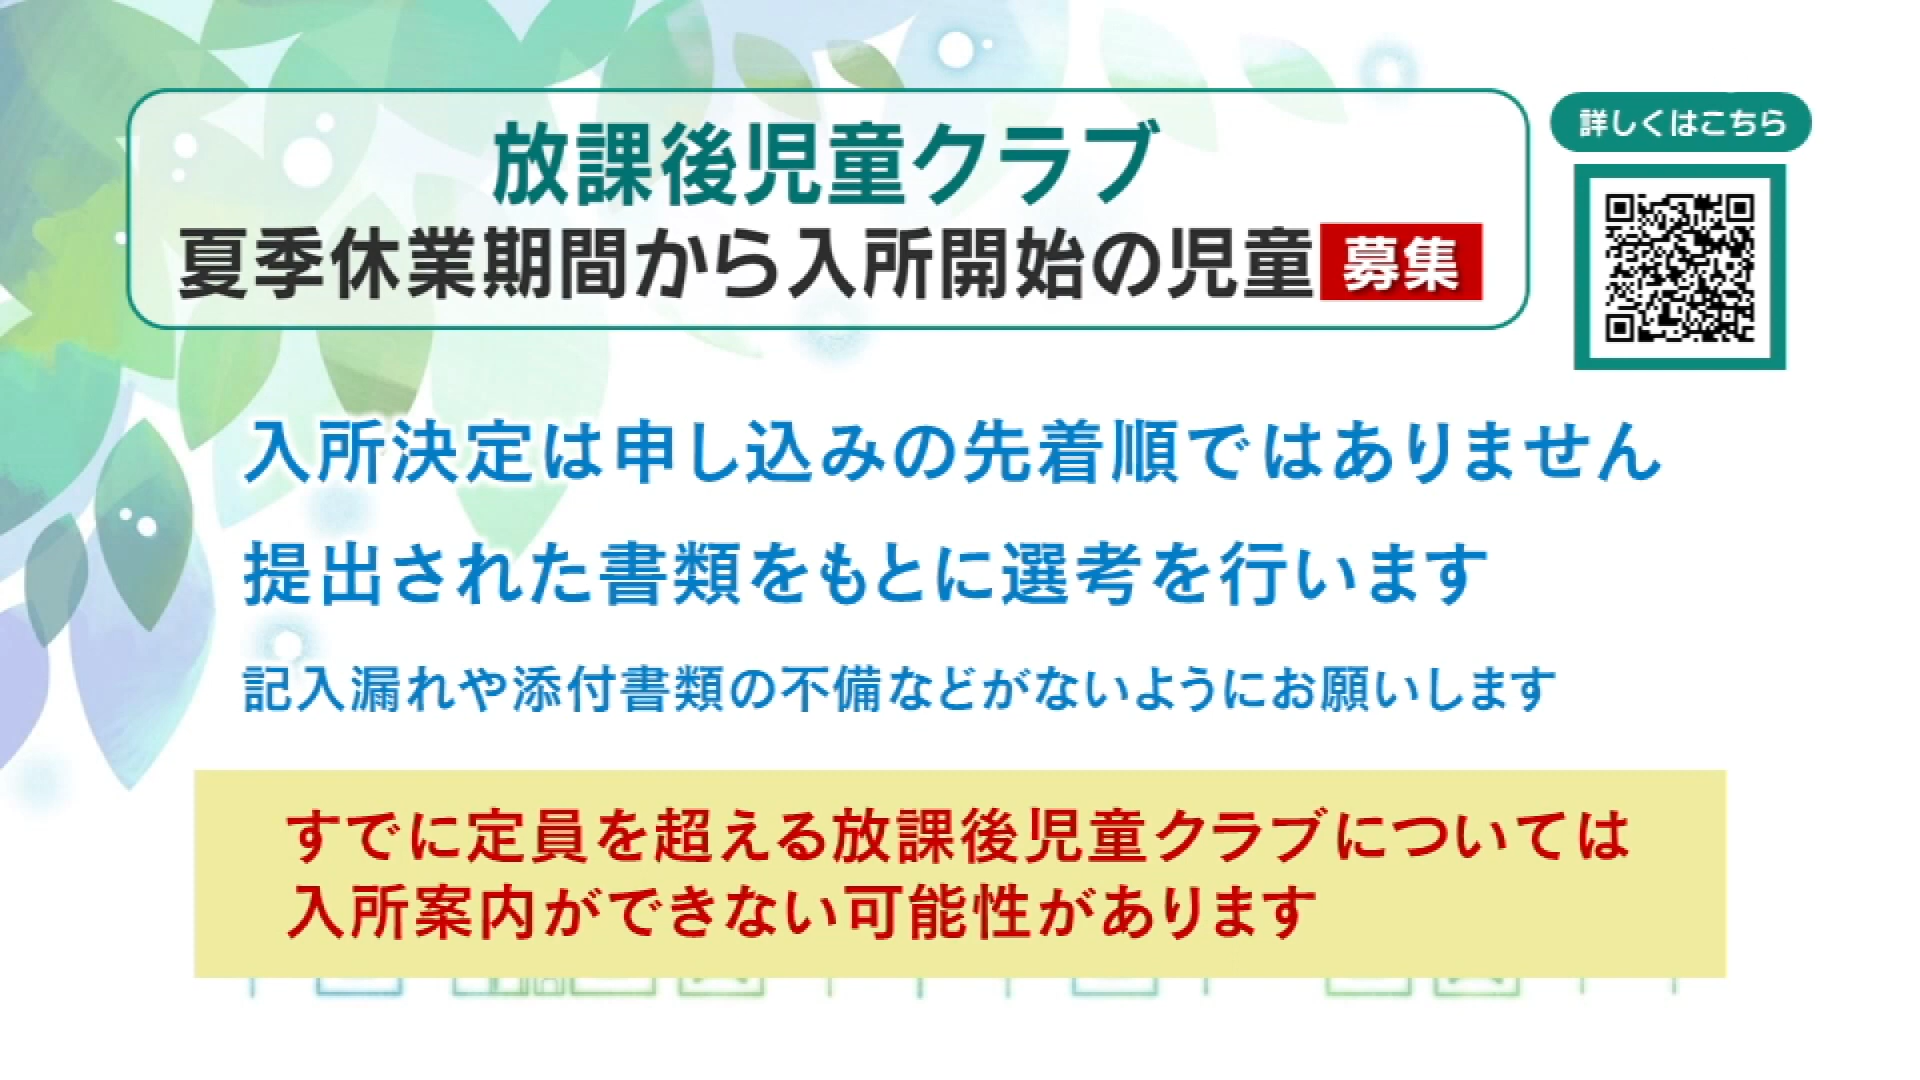 放課後児童クラブ
夏季休業期間から入所開始の児童募集
詳しくはこちら
入所決定は申し込みの先着順ではありません
提出された書類をもとに選考を行います
記入漏れや添付書類の不備などがないようにお願いします
すでに定員を超える放課後児童クラブについては
入所案内ができない可能性があります